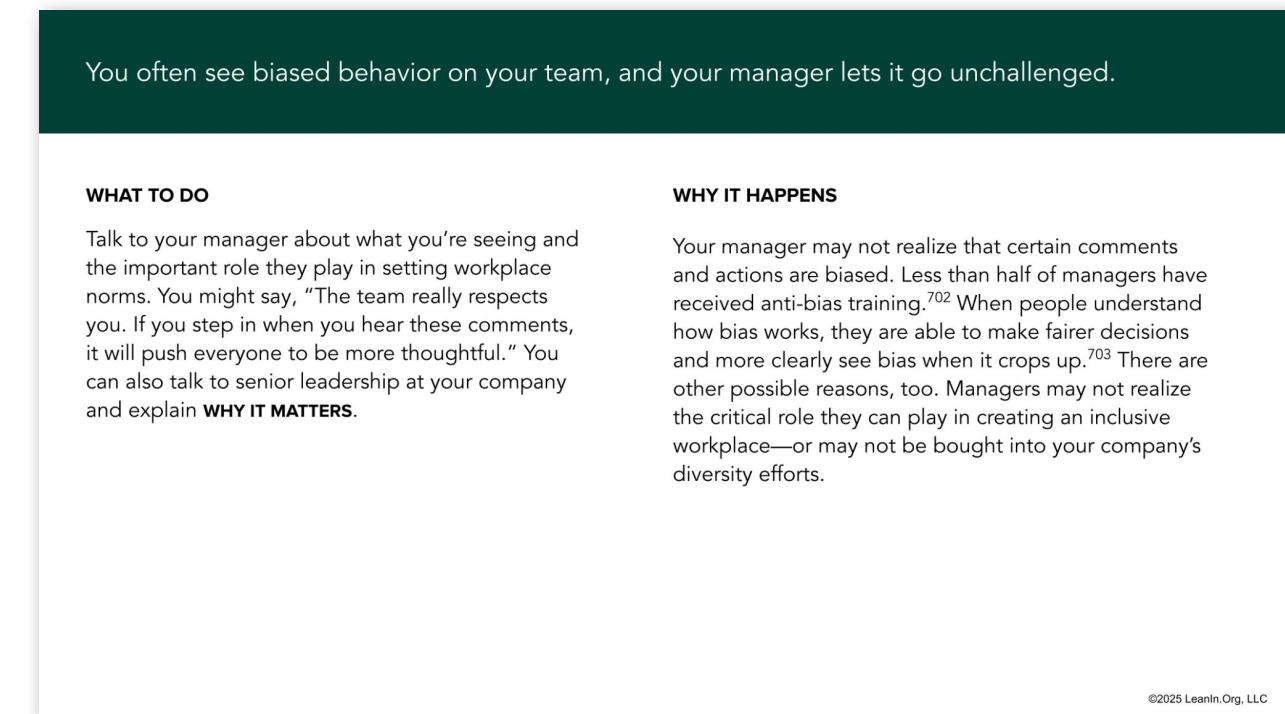 You often see biased behavior on your team, and your manager lets it go unchallenged.
WHAT TO DO
Talk to your manager about what you’re seeing and
the important role they play in setting workplace
norms. You might say, “The team really respects
you. If you step in when you hear these comments,
it will push everyone to be more thoughtful.” You
can also talk to senior leadership at your company
and explain WHY IT MATTERS.
WHY IT HAPPENS
Your manager may not realize that certain comments
and actions are biased. Less than half of managers have
received anti-bias training.702 When people understand
how bias works, they are able to make fairer decisions
and more clearly see bias when it crops up.703 There are
other possible reasons, too. Managers may not realize
the critical role they can play in creating an inclusive
workplace—or may not be bought into your company’s
diversity efforts.
©2025 LeanIn.Org, LLC